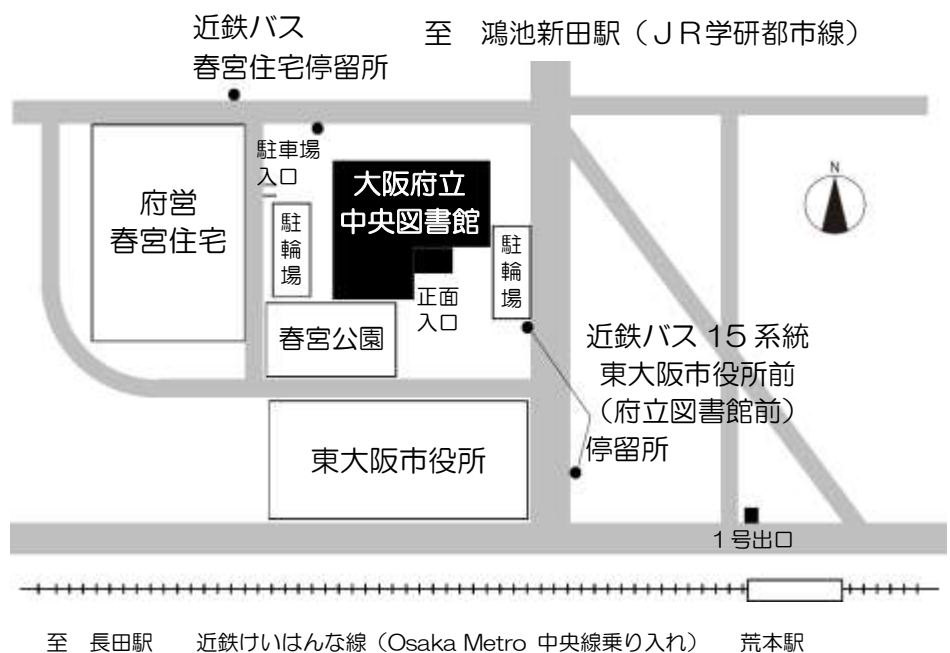 近鉄バス
春宮住宅停留所
至 鴻池新田駅(JR学研都市線)
駐車場
入口
大阪府立
中央図書館
府営
春宮住宅
駐輪場
駐輪場
N
正面
入口
春宮公園
近鉄バス 15 系統
東大阪市役所前
(府立図書館前)
停留所
東大阪市役所
1号出口
至 長田駅 近鉄けいはんな線(Osaka Metro 中央線乗り入れ) 荒本駅